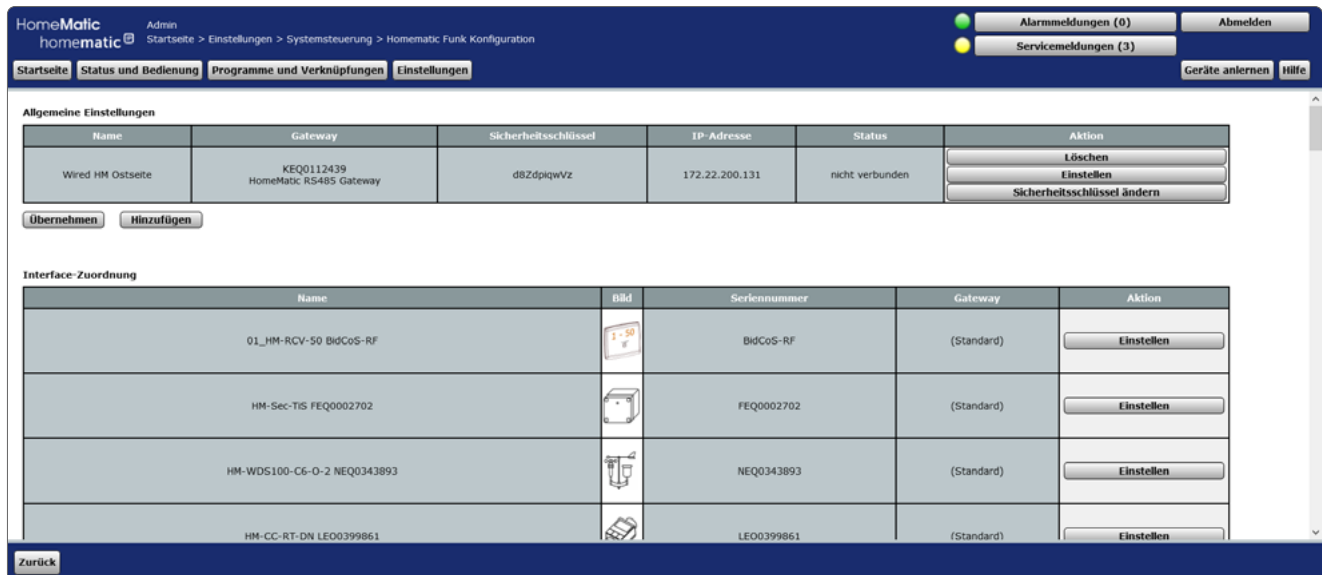 HomeMatic
homematic IP
Admin
Startseite > Einstellungen > Systemsteuerung > Homematic Funk Konfiguration
Alarmmeldungen (0)
Abmelden
Servicemeldungen (3)
Startseite
Status und Bedienung
Programme und Verknüpfungen
Einstellungen
Geräte anlernen
Hilfe
Allgemeine Einstellungen
Name
Gateway
Sicherheitsschlüssel
IP-Adresse
Status
Aktion
Wired HM Ostseite
KEQ0112439
HomeMatic RS485 Gateway
d8ZdpiqwVz
172.22.200.131
nicht verbunden
Löschen
Einstellen
Sicherheitsschlüssel ändern
Übernehmen
Hinzufügen
Interface-Zuordnung
Name
Bild
Seriennummer
Gateway
Aktion
01_HM-RCV-50 BidCoS-RF
1 - 50
BidCoS-RF
(Standard)
Einstellen
HM-Sec-TiS FEQ0002702
FEQ0002702
(Standard)
Einstellen
HM-WDS100-C6-O-2 NEQ0343893
NEQ0343893
(Standard)
Einstellen
HM-CC-RT-DN LEO0399861
LEO0399861
(Standard)
Einstellen
Zurück